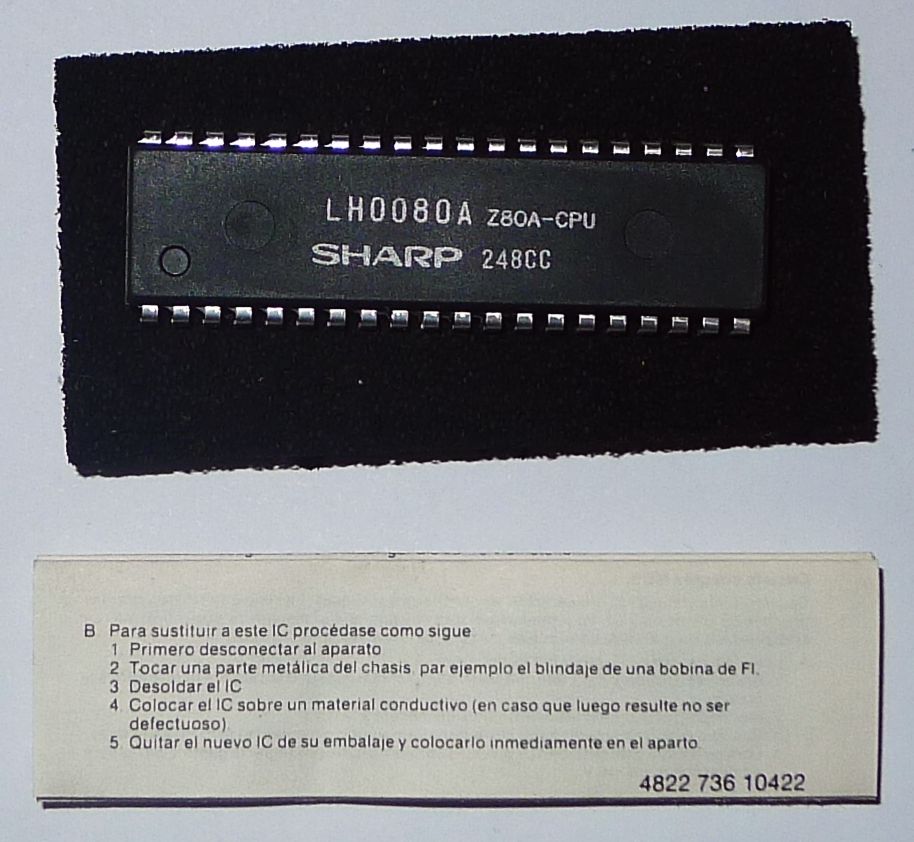 LH0080A Z80A-CPU
SHARP 248CC
B. Para sustituir a este IC procédase como sigue
1. Primero desconectar al aparato
2. Tocar una parte metálica del chasis, par ejemplo el blindaje de una bobina de FI.
3. Desoldar el IC
4. Colocar el IC sobre un material conductivo (en caso que luego resulte no ser
defectuoso).
5. Quitar el nuevo IC de su embalaje y colocarlo inmediatamente en el aparto.
4822 736 10422